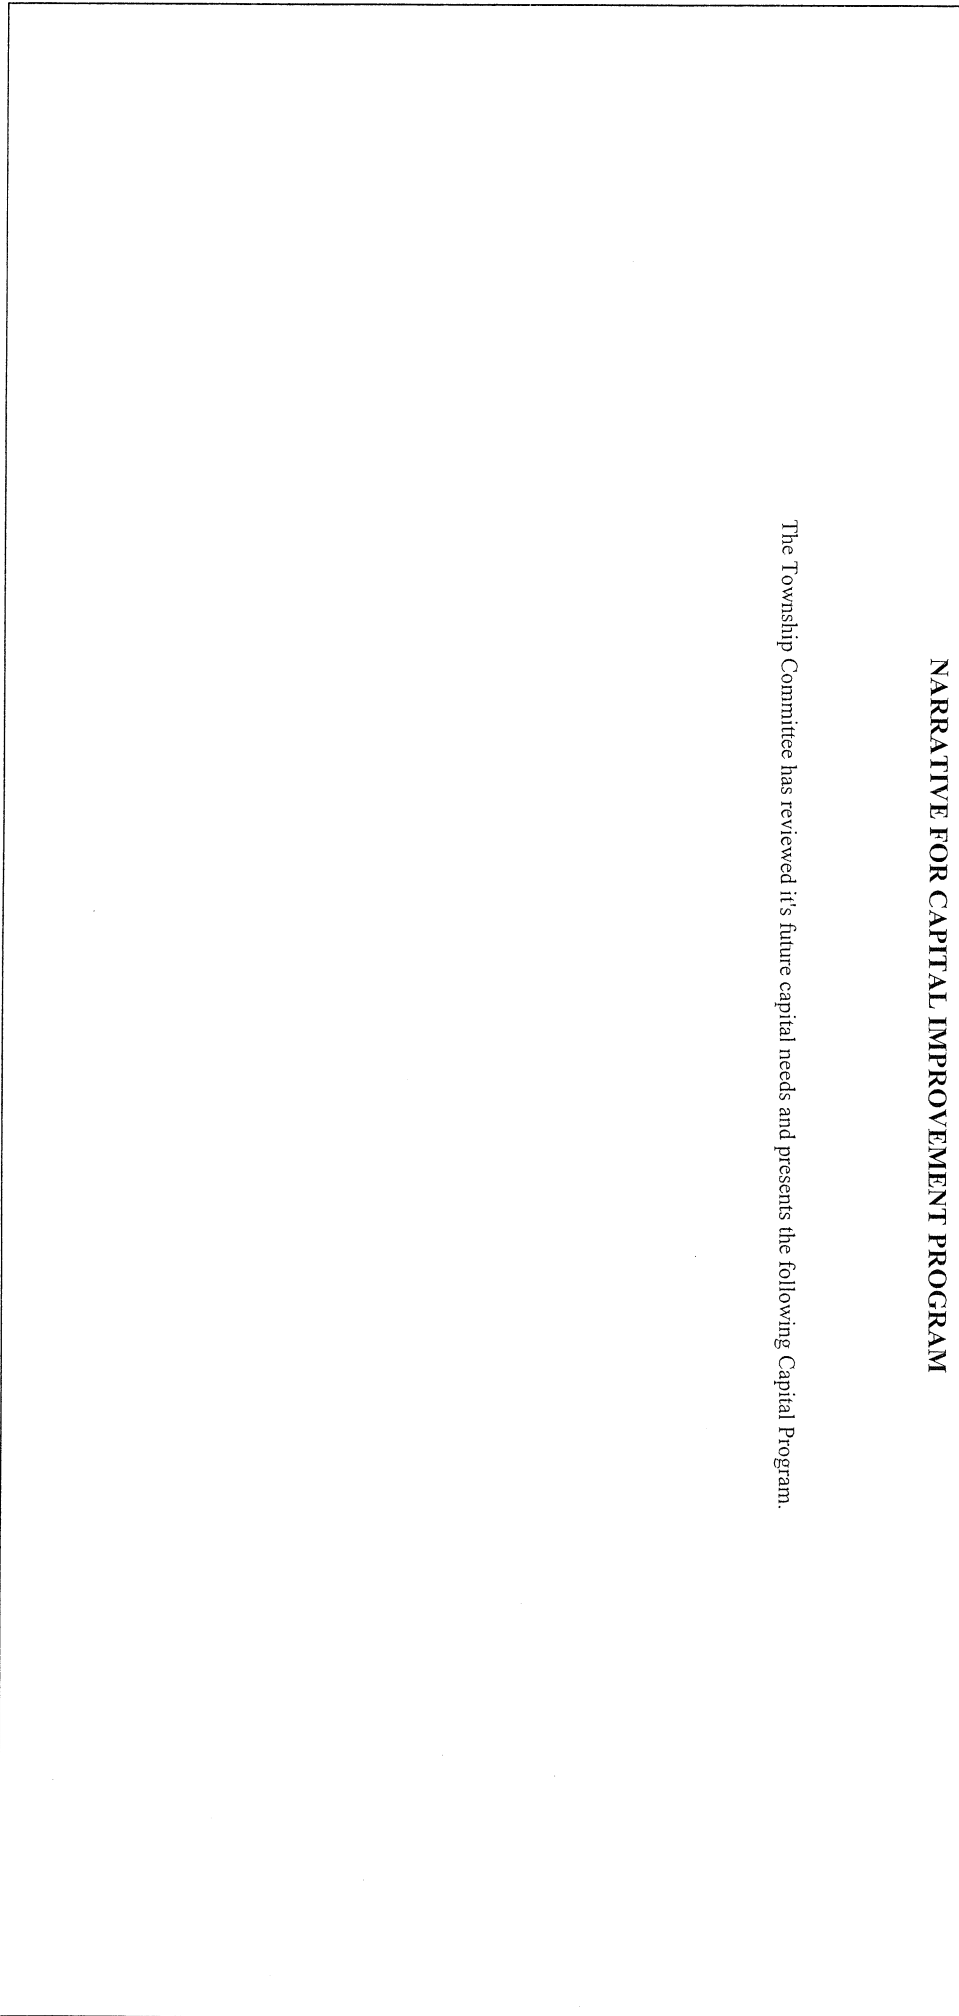 NARRATIVE FOR CAPITAL IMPROVEMENT PROGRAM
The Township Committee has reviewed it's future capital needs and presents the following Capital Program.